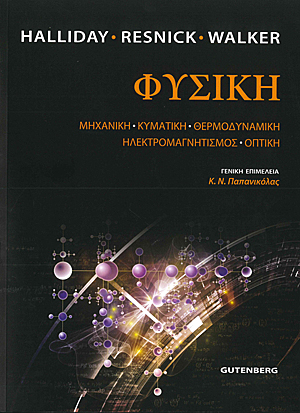 HALLIDAY • RESNICK • WALKER
ΦΥΣΙΚΗ
ΜΗΧΑΝΙΚΗ • ΚΥΜΑΤΙΚΗ • ΘΕΡΜΟΔΥΝΑΜΙΚΗ
ΗΛΕΚΤΡΟΜΑΓΝΗΤΙΣΜΟΣ • ΟΠΤΙΚΗ
ΓΕΝΙΚΗ ΕΠΙΜΕΛΕΙΑ
Κ. Ν. Παπανικόλας
GUTENBERG